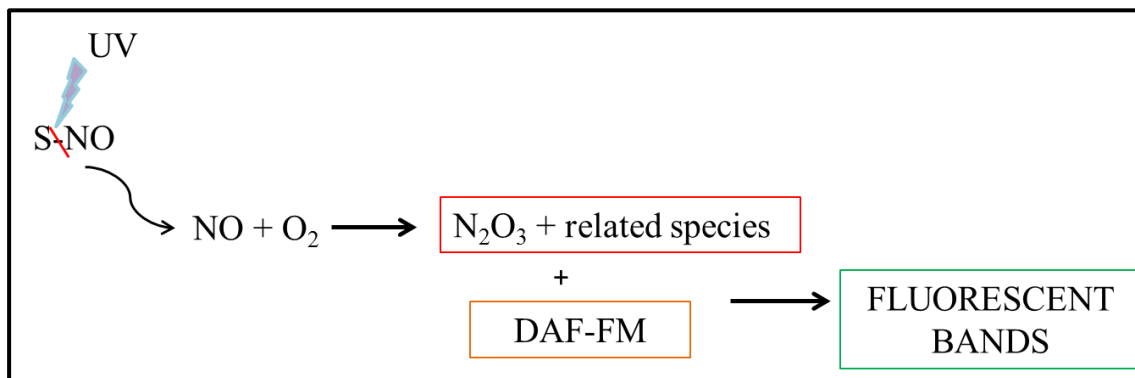 UV
S-NO
NO + O₂
N₂O₃ + related species
+
DAF-FM
FLUORESCENT
BANDS